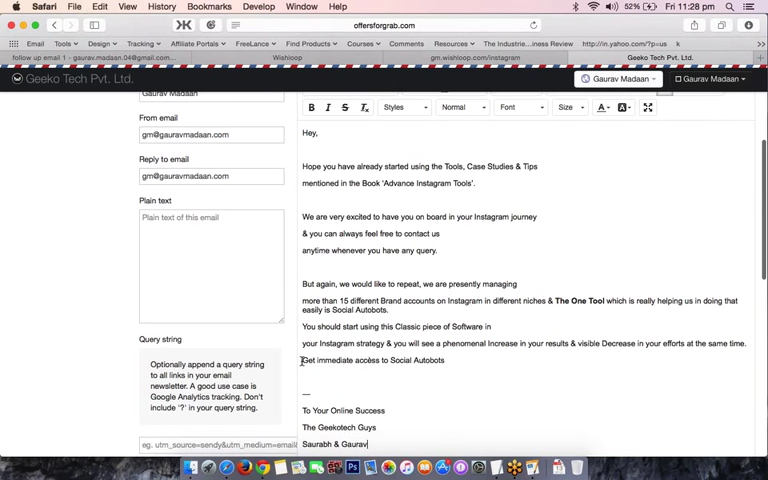 Safari File Edit View History Bookmarks Develop Window Help 52% Fri 11:28 pm
offersforgrab.com
Email Tools Design Tracking Affiliate Portals FreeLance Find Products Courses Comments Resources The Industrie...iness Review http://in.yahoo.com/?p=us k
follow up email 1 - gaurav.madaan.04@gmail.com... Wishloop gm.wishloop.com/instagram Geeko Tech Pvt. Ltd.
Geeko Tech Pvt. Ltd. Gaurav Madaan Gaurav Madaan
Gaurav Madaan
B I S Tx Styles Normal Font Size A A
From email
gm@gauravmadaan.com
Reply to email
gm@gauravmadaan.com
Plain text
Plain text of this email
Query string
Optionally append a query string
to all links in your email
newsletter. A good use case is
Google Analytics tracking. Don't
include '?' in your query string.
eg. utm_source=sendy&utm_medium=email&
Hey,
Hope you have already started using the Tools, Case Studies & Tips
mentioned in the Book 'Advance Instagram Tools'.
We are very excited to have you on board in your Instagram journey
& you can always feel free to contact us
anytime whenever you have any query.
But again, we would like to repeat, we are presently managing
more than 15 different Brand accounts on Instagram in different niches & The One Tool which is really helping us in doing that
easily is Social Autobots.
You should start using this Classic piece of Software in
your Instagram strategy & you will see a phenomenal Increase in your results & visible Decrease in your efforts at the same time.
Get immediate accèss to Social Autobots
—
To Your Online Success
The Geekotech Guys
Saurabh & Gaurav